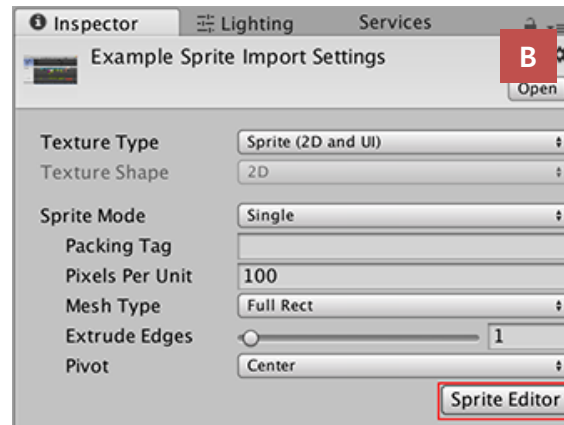 Inspector Lighting Services
Example Sprite Import Settings
B
Open
Texture Type Sprite (2D and UI)
Texture Shape 2D
Sprite Mode Single
Packing Tag
Pixels Per Unit 100
Mesh Type Full Rect
Extrude Edges 1
Pivot Center
Sprite Editor